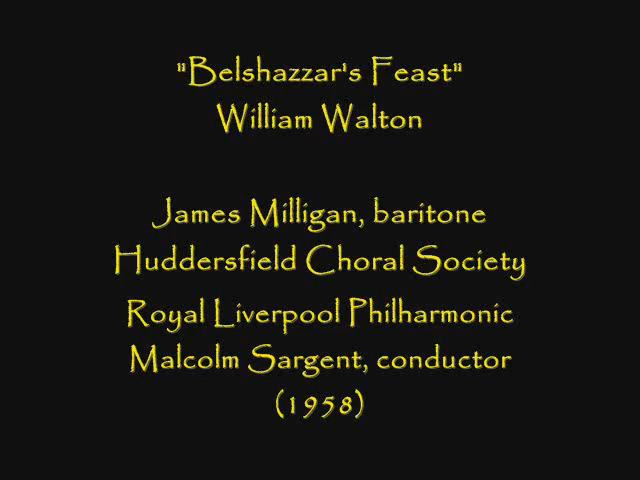 "Belshazzar's Feast"
William Walton
James Milligan, baritone
Huddersfield Choral Society
Royal Liverpool Philharmonic
Malcolm Sargent, conductor
(1958)